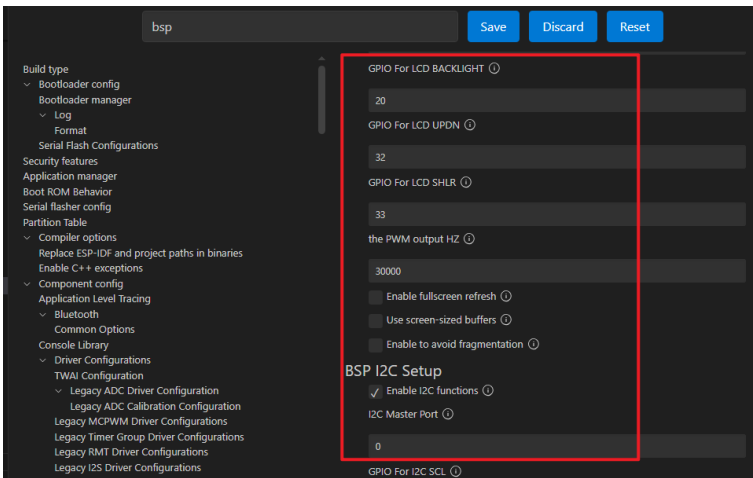 bsp
Save
Discard
Reset
Build type
Bootloader config
Bootloader manager
Log
Format
Serial Flash Configurations
Security features
Application manager
Boot ROM Behavior
Serial flasher config
Partition Table
Compiler options
Replace ESP-IDF and project paths in binaries
Enable C++ exceptions
Component config
Application Level Tracing
Bluetooth
Common Options
Console Library
Driver Configurations
TWAI Configuration
Legacy ADC Driver Configuration
Legacy ADC Calibration Configuration
Legacy MCPWM Driver Configurations
Legacy Timer Group Driver Configurations
Legacy RMT Driver Configurations
Legacy I2S Driver Configurations
GPIO For LCD BACKLIGHT
20
GPIO For LCD UPDN
32
GPIO For LCD SHLR
33
the PWM output HZ
30000
Enable fullscreen refresh
Use screen-sized buffers
Enable to avoid fragmentation
BSP I2C Setup
Enable I2C functions
I2C Master Port
0
GPIO For I2C SCL